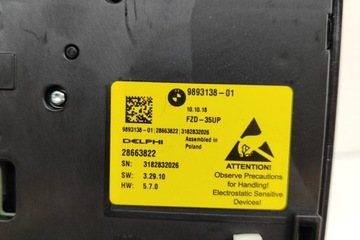 9893138-01
10.10.18
FZD-35UP
9893138-01|28663822|3182832026
DELPHI
Assembled in
Poland
28663822
SN: 3182832026
SW: 3.29.10
HW: 5.7.0
ATTENTION!
Observe Precautions
for Handling!
Electrostatic Sensitive
Devices!